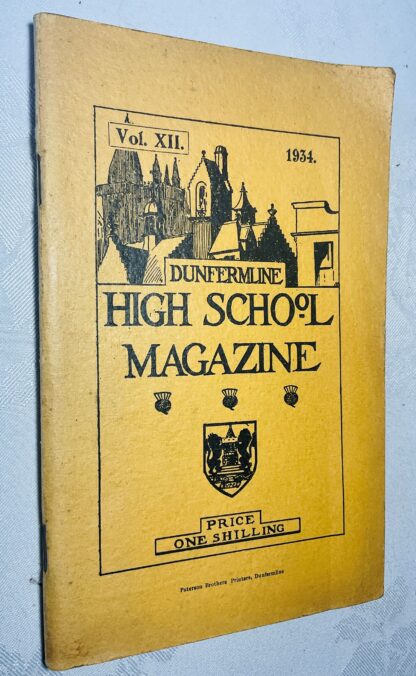 Vol. XII.
1934.
DUNFERMLINE
HIGH SCHOOL
MAGAZINE
PRICE
ONE SHILLING
Paterson Brothers Printers, Dunfermline